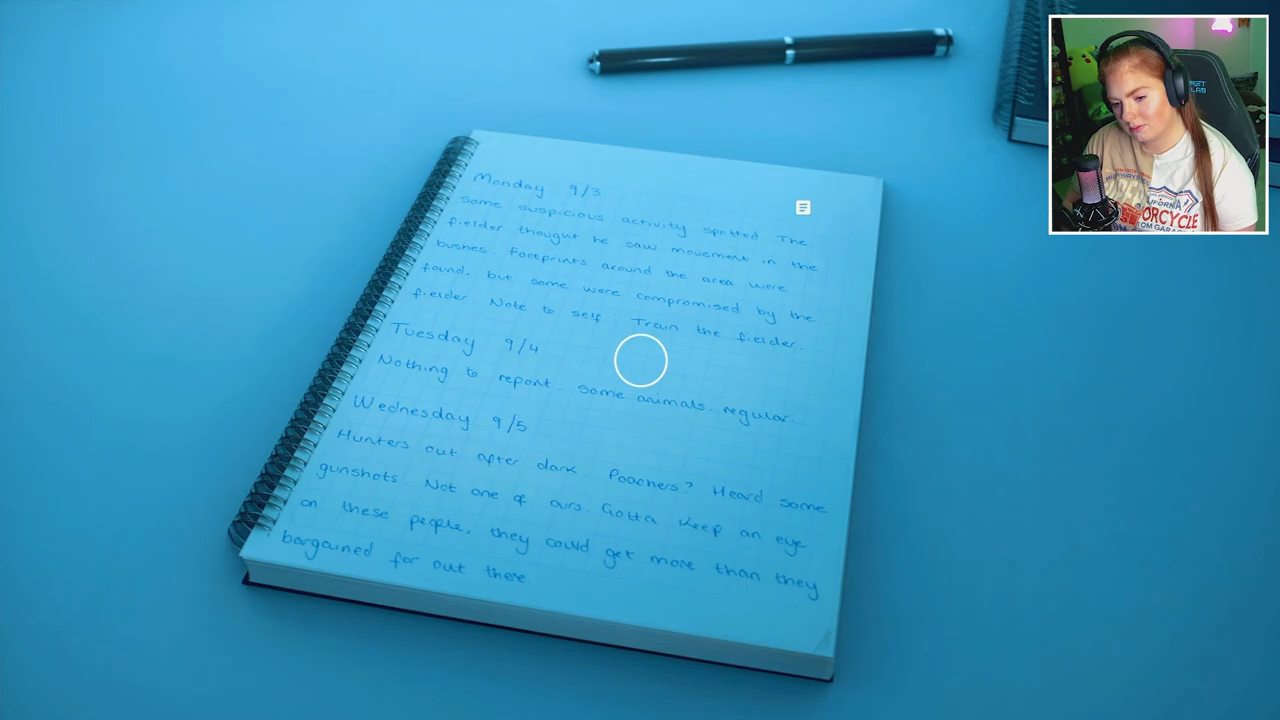 Monday 9/3
some suspicious activity spotted The
fielder thought he saw movement in the
bushes. Footprints around the area were
found, but some were compromised by the
fielder. Note to self. Train the fielder.
Tuesday 9/4
Nothing to report. some animals. regular.
Wednesday 9/5
Hunters out after dark. Poachers? Heard some
gunshots. Not one of ours. Gotta keep an eye
on these people, they could get more than they
bargained for out there
CALIFORNIA